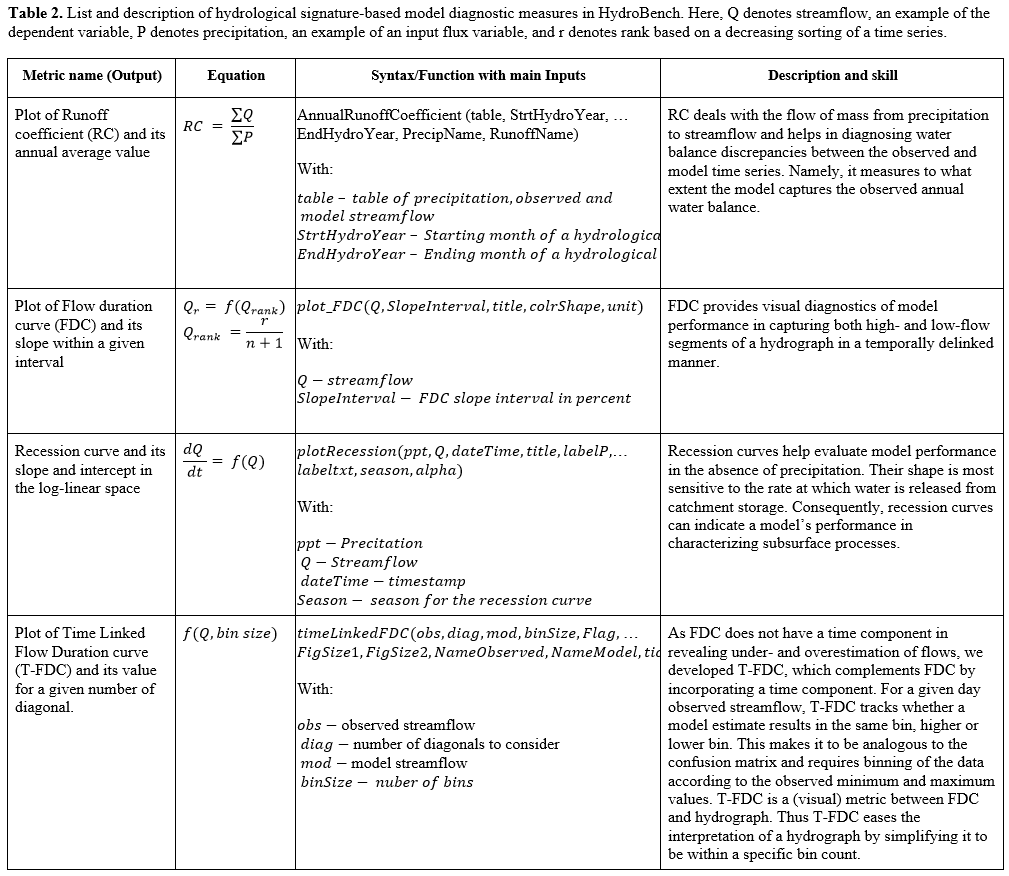 Table 2. List and description of hydrological signature-based model diagnostic measures in HydroBench. Here, Q denotes streamflow, an example of the
dependent variable, P denotes precipitation, an example of an input flux variable, and r denotes rank based on a decreasing sorting of a time series.
Metric name (Output)
Equation
Syntax/Function with main Inputs
Description and skill
Plot of Runoff
coefficient (RC) and its
annual average value
RC = ΣQ / ΣP
AnnualRunoffCoefficient (table, StrtHydroYear, …
EndHydroYear, PrecipName, RunoffName)
With:
table – table of precipitation, observed and
model streamflow
StrtHydroYear – Starting month of a hydrologica
EndHydroYear – Ending month of a hydrological
RC deals with the flow of mass from precipitation
to streamflow and helps in diagnosing water
balance discrepancies between the observed and
model time series. Namely, it measures to what
extent the model captures the observed annual
water balance.
Plot of Flow duration
curve (FDC) and its
slope within a given
interval
Qr = f(Qrank)
Qrank = r / n + 1
plot_FDC(Q, SlopeInterval, title, colrShape, unit)
With:
Q − streamflow
SlopeInterval − FDC slope interval in percent
FDC provides visual diagnostics of model
performance in capturing both high- and low-flow
segments of a hydrograph in a temporally delinked
manner.
Recession curve and its
slope and intercept in
the log-linear space
dQ / dt = f(Q)
plotRecession(ppt, Q, dateTime, title, labelP, …
labeltxt, season, alpha)
With:
ppt − Precitation
Q − Streamflow
dateTime − timestamp
Season − season for the recession curve
Recession curves help evaluate model performance
in the absence of precipitation. Their shape is most
sensitive to the rate at which water is released from
catchment storage. Consequently, recession curves
can indicate a model’s performance in
characterizing subsurface processes.
Plot of Time Linked
Flow Duration curve
(T-FDC) and its value
for a given number of
diagonal.
f(Q, bin size)
timeLinkedFDC(obs, diag, mod, binSize, Flag, …
FigSize1, FigSize2, NameObserved, NameModel, tic
With:
obs − observed streamflow
diag − number of diagonals to consider
mod − model streamflow
binSize − nuber of bins
As FDC does not have a time component in
revealing under- and overestimation of flows, we
developed T-FDC, which complements FDC by
incorporating a time component. For a given day
observed streamflow, T-FDC tracks whether a
model estimate results in the same bin, higher or
lower bin. This makes it to be analogous to the
confusion matrix and requires binning of the data
according to the observed minimum and maximum
values. T-FDC is a (visual) metric between FDC
and hydrograph. Thus T-FDC eases the
interpretation of a hydrograph by simplifying it to
be within a specific bin count.